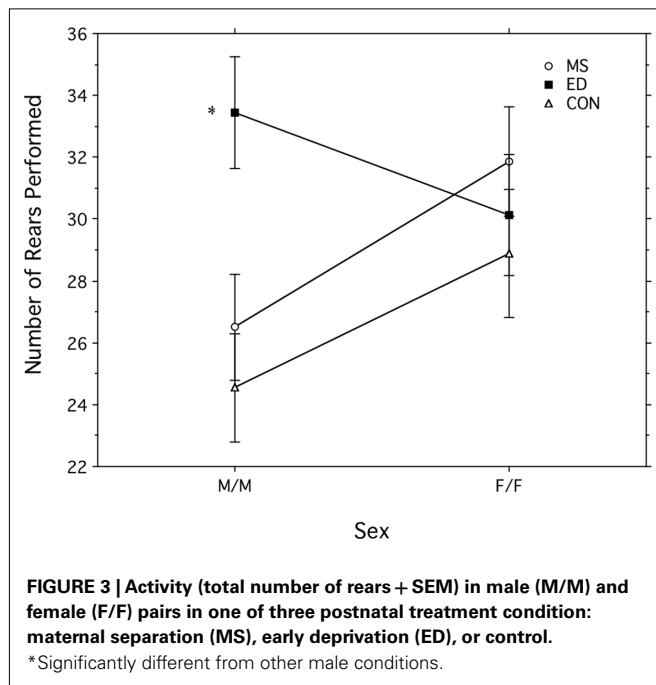 36
34
32
30
28
26
24
22
Number of Rears Performed
*
MS
ED
CON
M/M
F/F
Sex
FIGURE 3 | Activity (total number of rears + SEM) in male (M/M) and
female (F/F) pairs in one of three postnatal treatment condition:
maternal separation (MS), early deprivation (ED), or control.
*Significantly different from other male conditions.